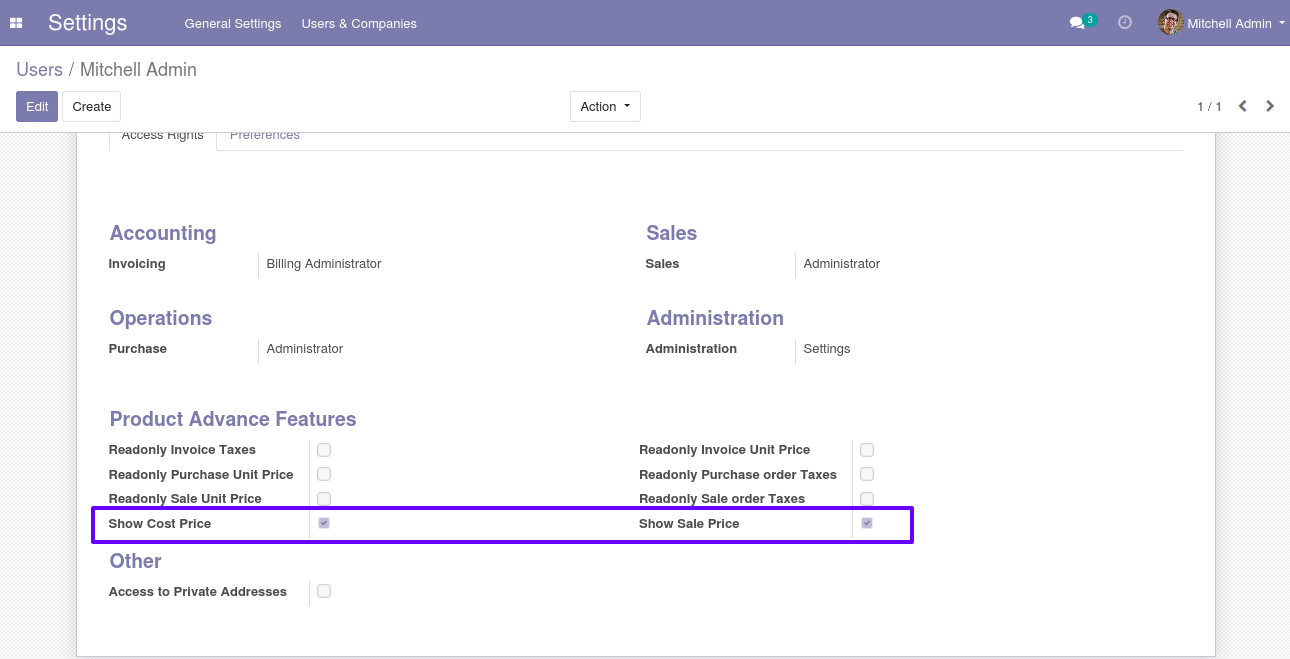 Settings General Settings Users & Companies 3 Mitchell Admin
Users / Mitchell Admin
Edit Create Action 1 / 1
Access Rights Preferences
Accounting Sales
Invoicing Billing Administrator Sales Administrator
Operations Administration
Purchase Administrator Administration Settings
Product Advance Features
Readonly Invoice Taxes Readonly Invoice Unit Price
Readonly Purchase Unit Price Readonly Purchase order Taxes
Readonly Sale Unit Price Readonly Sale order Taxes
Show Cost Price Show Sale Price
Other
Access to Private Addresses